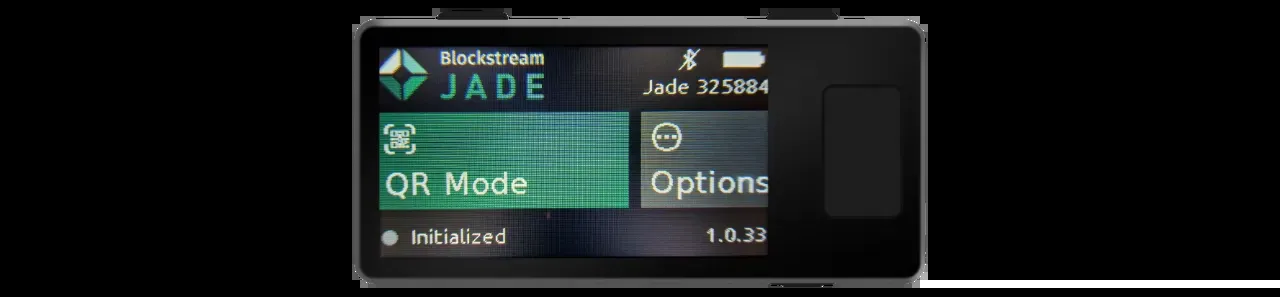 Blockstream
JADE
Jade 325884
QR Mode
Options
Initialized
1.0.33